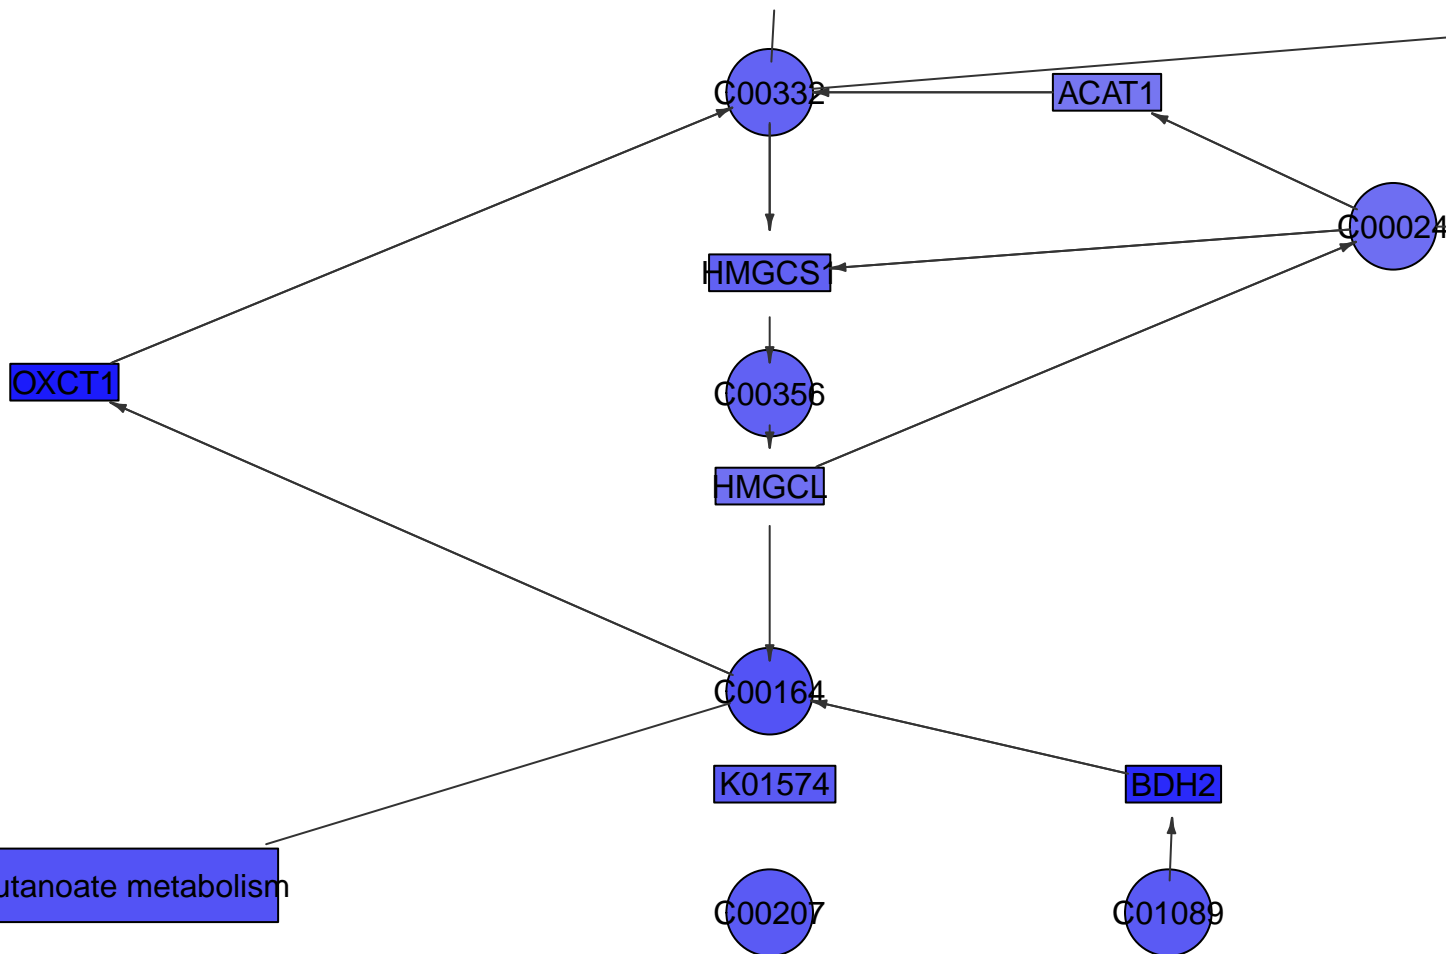 C00332
ACAT1
C00024
HMGCS1
OXCT1
C00356
HMGCL
C00164
K01574
BDH2
utanoate metabolism
C00207
C01089